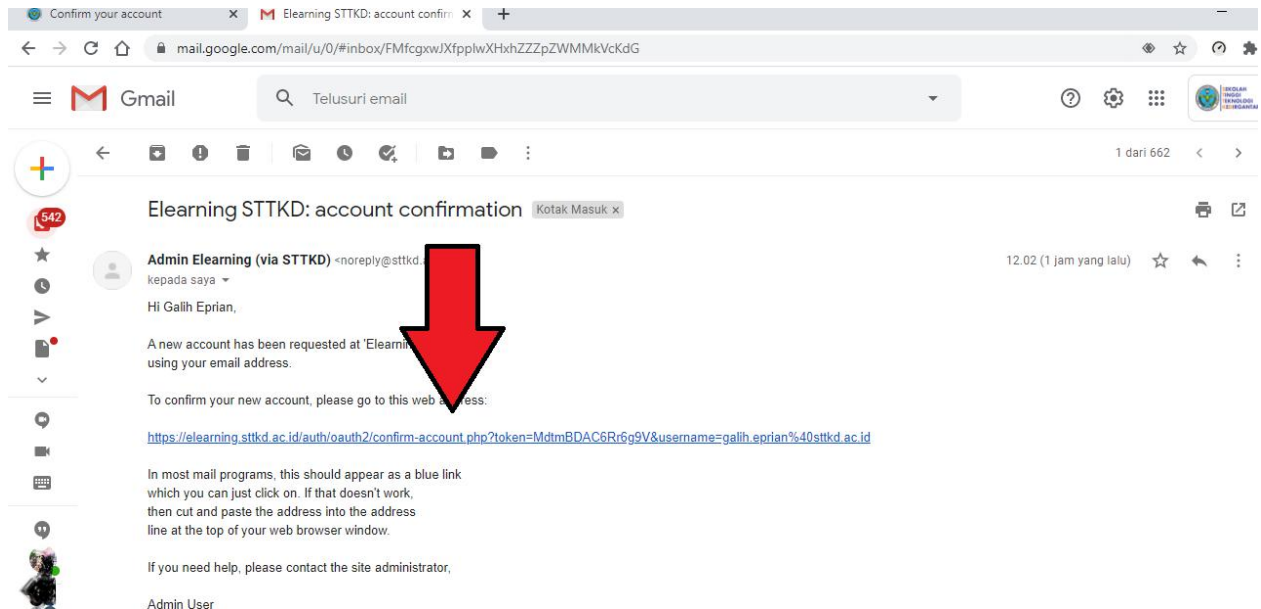 Confirm your account
Elearning STTKD: account confirm
mail.google.com/mail/u/0/#inbox/FMfcgxwJXfpplwXHxhZZZpZWMMkVcKdG
Gmail
Telusuri email
SEKOLAH
TINGGI
TEKNOLOGI
1 dari 662
542
Elearning STTKD: account confirmation Kotak Masuk x
Admin Elearning (via STTKD) <noreply@sttkd.
12.02 (1 jam yang lalu)
kepada saya
Hi Galih Eprian,
A new account has been requested at 'Elearnin
using your email address.
To confirm your new account, please go to this web a ress:
https://elearning.sttkd.ac.id/auth/oauth2/confirm-account.php?token=MdtmBDAC6Rr6g9V&username=galih.eprian%40sttkd.ac.id
In most mail programs, this should appear as a blue link
which you can just click on. If that doesn't work,
then cut and paste the address into the address
line at the top of your web browser window.
If you need help, please contact the site administrator,
Admin User